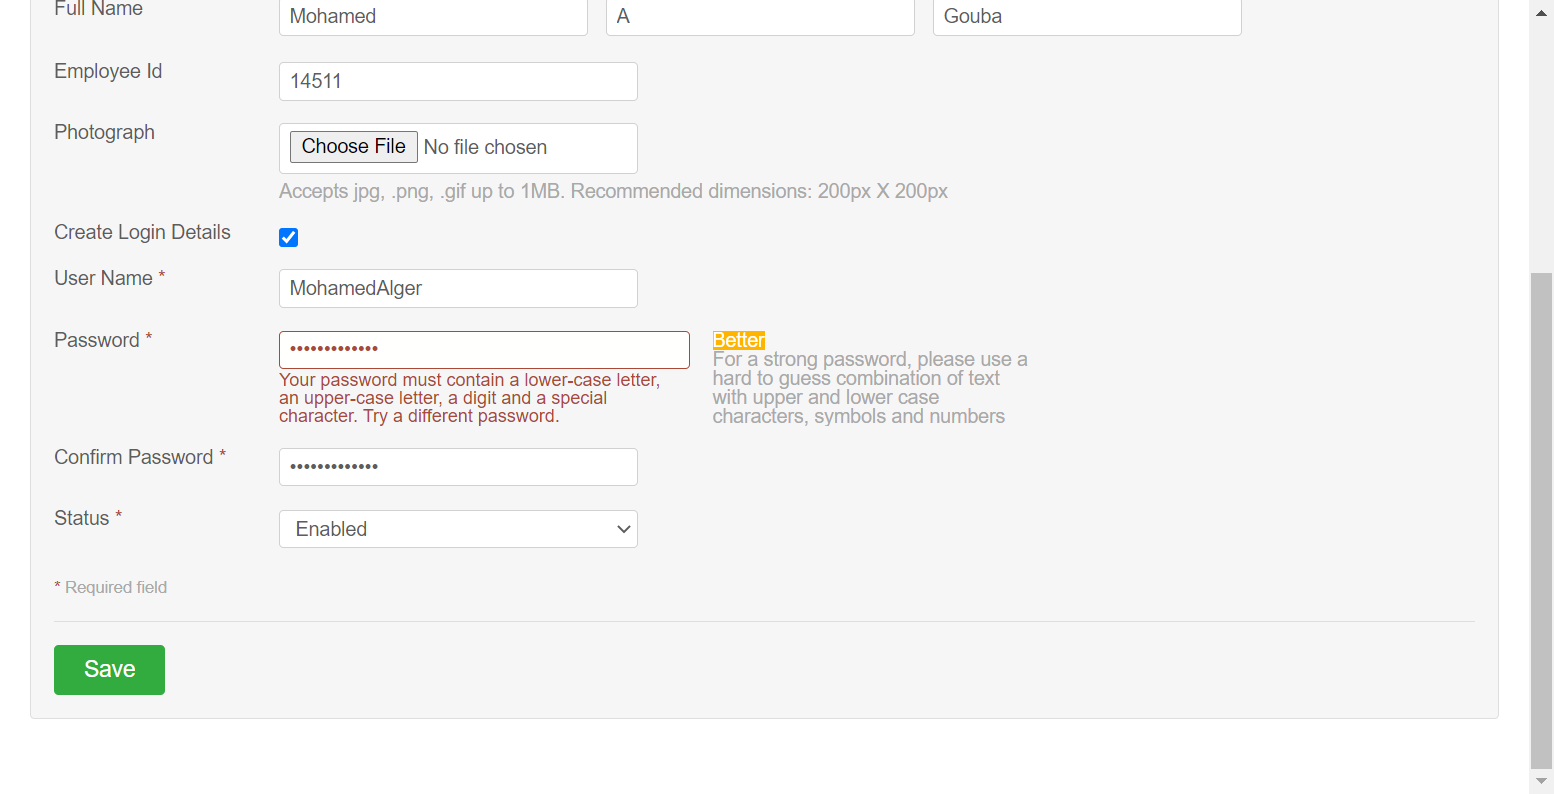 Full Name
Mohamed A Gouba
Employee Id
14511
Photograph
Choose File No file chosen
Accepts jpg, .png, .gif up to 1MB. Recommended dimensions: 200px X 200px
Create Login Details
User Name *
MohamedAlger
Password *
•••••••••••••
Your password must contain a lower-case letter,
an upper-case letter, a digit and a special
character. Try a different password.
Better
For a strong password, please use a
hard to guess combination of text
with upper and lower case
characters, symbols and numbers
Confirm Password *
•••••••••••••
Status *
Enabled
* Required field
Save